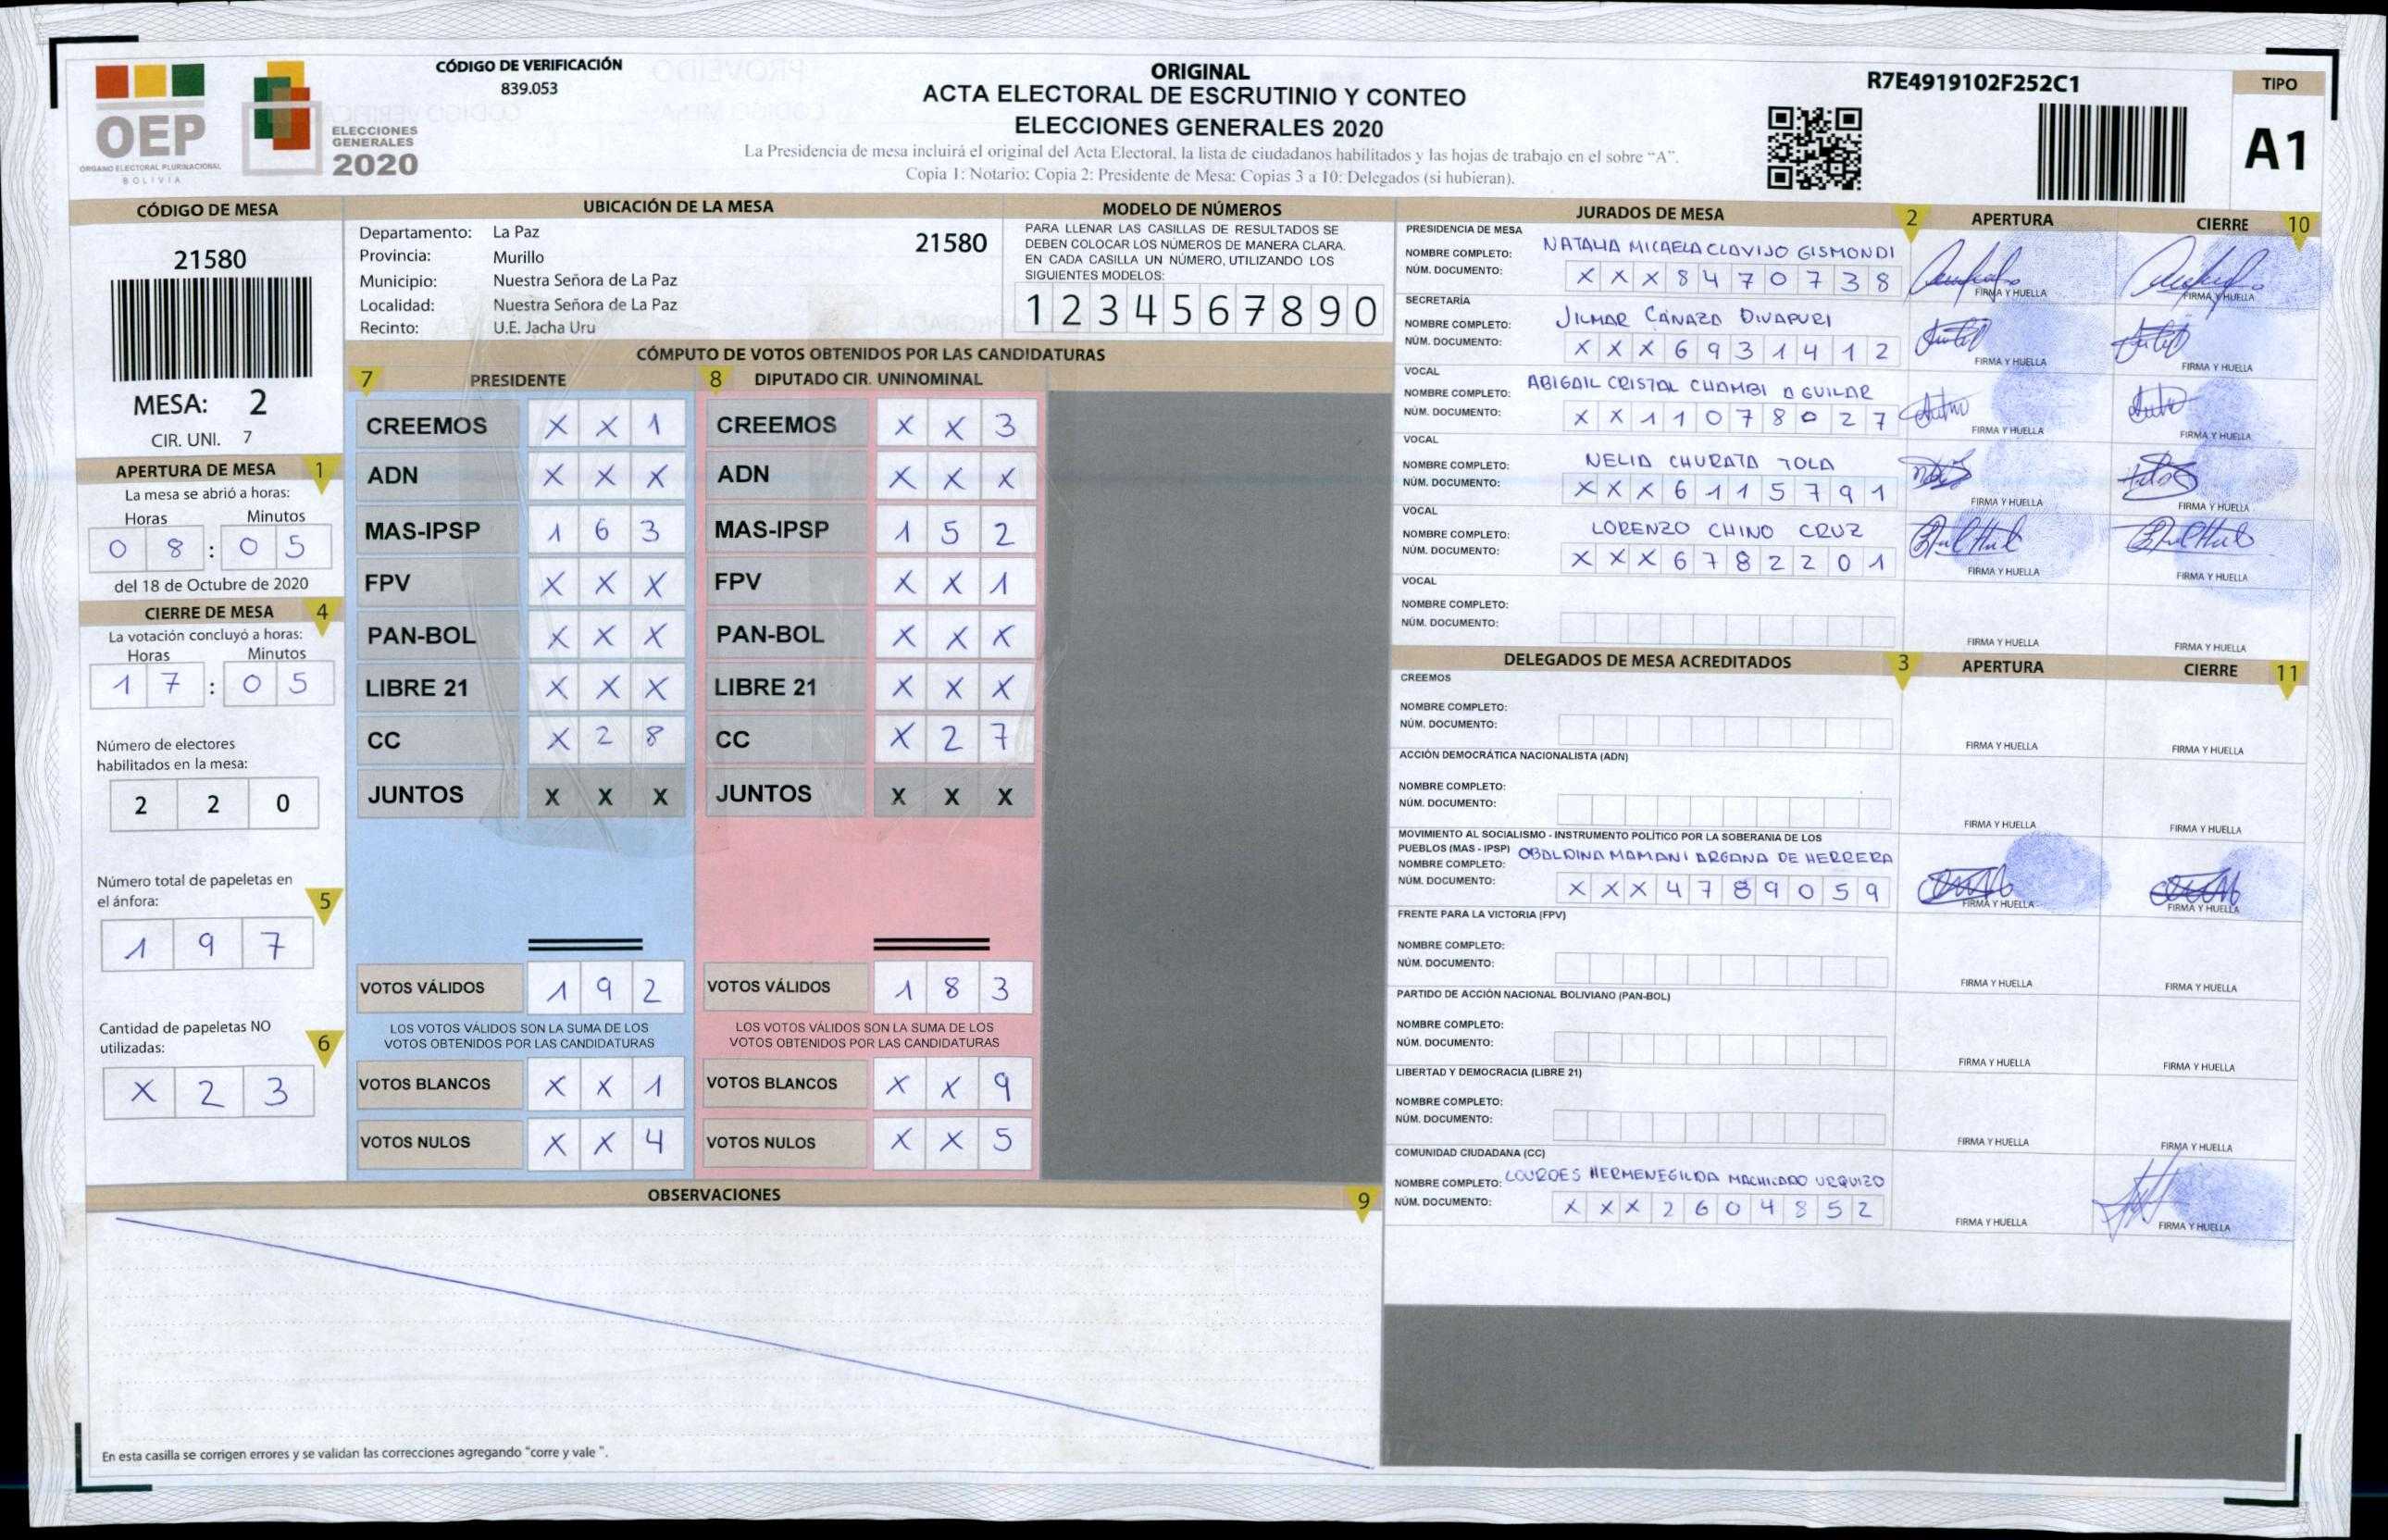 CÓDIGO DE VERIFICACIÓN
839.053
OEP
ÓRGANO ELECTORAL PLURINACIONAL
BOLIVIA
ELECCIONES
GENERALES
2020
ORIGINAL
ACTA ELECTORAL DE ESCRUTINIO Y CONTEO
ELECCIONES GENERALES 2020
La Presidencia de mesa incluirá el original del Acta Electoral, la lista de ciudadanos habilitados y las hojas de trabajo en el sobre “A”.
Copia 1: Notario: Copia 2: Presidente de Mesa: Copias 3 a 10: Delegados (si hubieran).
R7E4919102F252C1
TIPO
A1
CÓDIGO DE MESA
21580
MESA: 2
CIR. UNI. 7
UBICACIÓN DE LA MESA
Departamento: La Paz
21580
Provincia: Murillo
Municipio: Nuestra Señora de La Paz
Localidad: Nuestra Señora de La Paz
Recinto: U.E. Jacha Uru
MODELO DE NÚMEROS
PARA LLENAR LAS CASILLAS DE RESULTADOS SE
DEBEN COLOCAR LOS NÚMEROS DE MANERA CLARA.
EN CADA CASILLA UN NÚMERO, UTILIZANDO LOS
SIGUIENTES MODELOS:
1 2 3 4 5 6 7 8 9 0
APERTURA DE MESA 1
La mesa se abrió a horas:
Horas Minutos
0 8 : 0 5
del 18 de Octubre de 2020
CIERRE DE MESA 4
La votación concluyó a horas:
Horas Minutos
1 7 : 0 5
Número de electores
habilitados en la mesa:
2 2 0
Número total de papeletas en
el ánfora:
5
1 9 7
Cantidad de papeletas NO
utilizadas:
6
X 2 3
CÓMPUTO DE VOTOS OBTENIDOS POR LAS CANDIDATURAS
7 PRESIDENTE 8 DIPUTADO CIR. UNINOMINAL
CREEMOS X X 1 CREEMOS X X 3
ADN X X X ADN X X X
MAS-IPSP 1 6 3 MAS-IPSP 1 5 2
FPV X X X FPV X X 1
PAN-BOL X X X PAN-BOL X X X
LIBRE 21 X X X LIBRE 21 X X X
CC X 2 8 CC X 2 7
JUNTOS X X X JUNTOS X X X
VOTOS VÁLIDOS 1 9 2 VOTOS VÁLIDOS 1 8 3
LOS VOTOS VÁLIDOS SON LA SUMA DE LOS LOS VOTOS VÁLIDOS SON LA SUMA DE LOS
VOTOS OBTENIDOS POR LAS CANDIDATURAS VOTOS OBTENIDOS POR LAS CANDIDATURAS
VOTOS BLANCOS X X 1 VOTOS BLANCOS X X 9
VOTOS NULOS X X 4 VOTOS NULOS X X 5
OBSERVACIONES 9
En esta casilla se corrigen errores y se validan las correcciones agregando "corre y vale ".
JURADOS DE MESA 2 APERTURA CIERRE 10
PRESIDENCIA DE MESA
NOMBRE COMPLETO: NATALIA MICAELA CLAVIJO GISMONDI
NÚM. DOCUMENTO: X X X 8 4 7 0 7 3 8
FIRMA Y HUELLA FIRMA Y HUELLA
SECRETARÍA
NOMBRE COMPLETO: JILMAR CANAZA DIVAPURI
NÚM. DOCUMENTO: X X X 6 9 3 1 4 1 2
FIRMA Y HUELLA FIRMA Y HUELLA
VOCAL
NOMBRE COMPLETO: ABIGAIL CRISTAL CHAMBI AGUILAR
NÚM. DOCUMENTO: X X 1 1 0 7 8 0 2 7
FIRMA Y HUELLA FIRMA Y HUELLA
VOCAL
NOMBRE COMPLETO: NELIA CHURATA TOLA
NÚM. DOCUMENTO: X X X 6 1 1 5 7 9 1
FIRMA Y HUELLA FIRMA Y HUELLA
VOCAL
NOMBRE COMPLETO: LORENZO CHINO CRUZ
NÚM. DOCUMENTO: X X X 6 7 8 2 2 0 1
FIRMA Y HUELLA FIRMA Y HUELLA
VOCAL
NOMBRE COMPLETO:
NÚM. DOCUMENTO:
FIRMA Y HUELLA FIRMA Y HUELLA
DELEGADOS DE MESA ACREDITADOS 3 APERTURA CIERRE 11
CREEMOS
NOMBRE COMPLETO:
NÚM. DOCUMENTO:
FIRMA Y HUELLA FIRMA Y HUELLA
ACCIÓN DEMOCRÁTICA NACIONALISTA (ADN)
NOMBRE COMPLETO:
NÚM. DOCUMENTO:
FIRMA Y HUELLA FIRMA Y HUELLA
MOVIMIENTO AL SOCIALISMO - INSTRUMENTO POLÍTICO POR LA SOBERANIA DE LOS
PUEBLOS (MAS - IPSP)
NOMBRE COMPLETO: OBALDINA MAMANI ARGANA DE HERRERA
NÚM. DOCUMENTO: X X X 4 7 8 9 0 5 9
FIRMA Y HUELLA FIRMA Y HUELLA
FRENTE PARA LA VICTORIA (FPV)
NOMBRE COMPLETO:
NÚM. DOCUMENTO:
FIRMA Y HUELLA FIRMA Y HUELLA
PARTIDO DE ACCIÓN NACIONAL BOLIVIANO (PAN-BOL)
NOMBRE COMPLETO:
NÚM. DOCUMENTO:
FIRMA Y HUELLA FIRMA Y HUELLA
LIBERTAD Y DEMOCRACIA (LIBRE 21)
NOMBRE COMPLETO:
NÚM. DOCUMENTO:
FIRMA Y HUELLA FIRMA Y HUELLA
COMUNIDAD CIUDADANA (CC)
NOMBRE COMPLETO: LOURDES HERMENEGILDA MACHICADO URQUIZO
NÚM. DOCUMENTO: X X X 2 6 0 4 8 5 2
FIRMA Y HUELLA FIRMA Y HUELLA